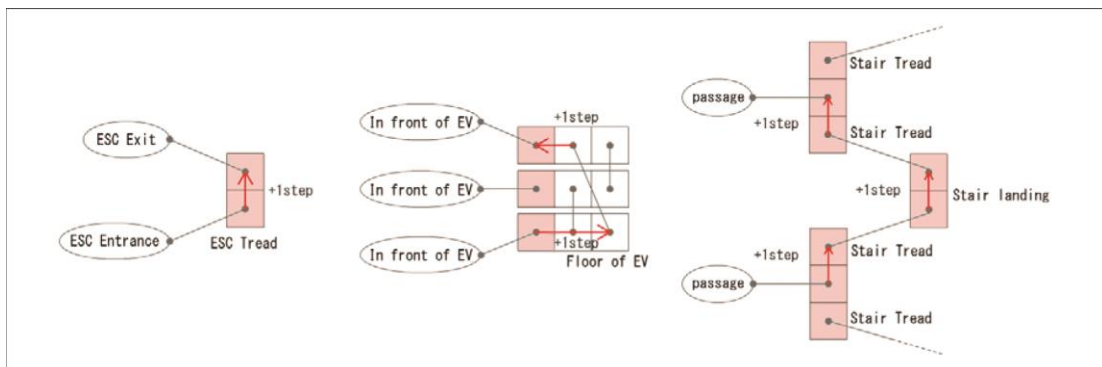 ESC Exit
+1step
ESC Entrance
ESC Tread
In front of EV
+1step
In front of EV
In front of EV
+1step
Floor of EV
Stair Tread
passage
+1step
Stair Tread
+1step
Stair landing
+1step
Stair Tread
passage
Stair Tread